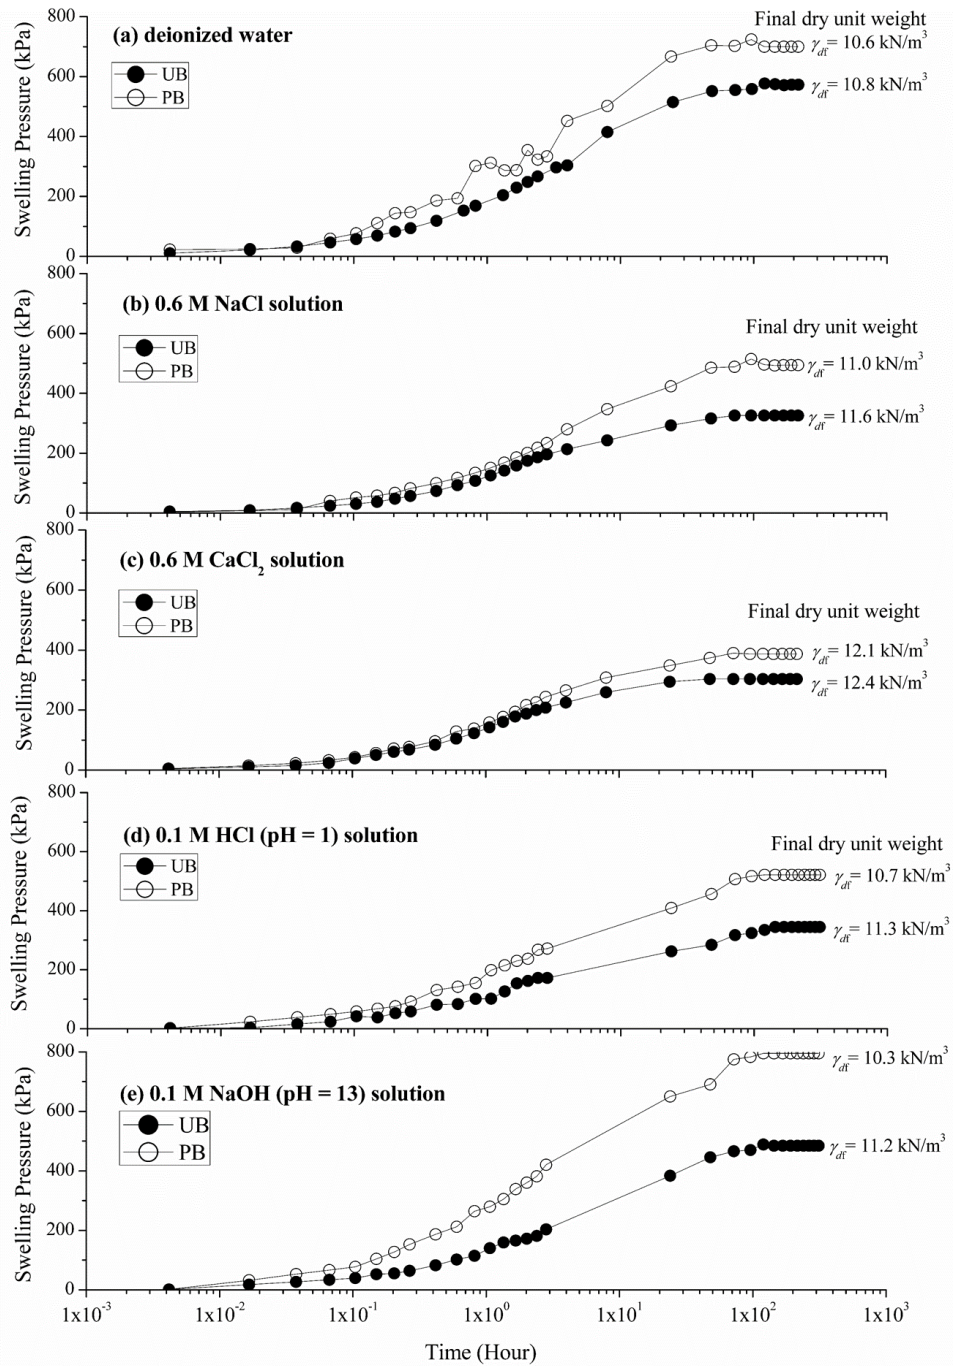 800
(a) deionized water
Final dry unit weight
γdf= 10.6 kN/m³
UB
PB
600
γdf= 10.8 kN/m³
400
200
0
Swelling Pressure (kPa)
800
(b) 0.6 M NaCl solution
Final dry unit weight
600
UB
PB
γdf= 11.0 kN/m³
400
γdf= 11.6 kN/m³
200
0
Swelling Pressure (kPa)
800
(c) 0.6 M CaCl₂ solution
600
UB
PB
Final dry unit weight
400
γdf= 12.1 kN/m³
γdf= 12.4 kN/m³
200
0
Swelling Pressure (kPa)
800
(d) 0.1 M HCl (pH = 1) solution
Final dry unit weight
600
UB
PB
γdf= 10.7 kN/m³
400
γdf= 11.3 kN/m³
200
0
Swelling Pressure (kPa)
800
γdf= 10.3 kN/m³
(e) 0.1 M NaOH (pH = 13) solution
600
UB
PB
400
γdf= 11.2 kN/m³
200
0
Swelling Pressure (kPa)
1x10⁻³ 1x10⁻² 1x10⁻¹ 1x10⁰ 1x10¹ 1x10² 1x10³
Time (Hour)